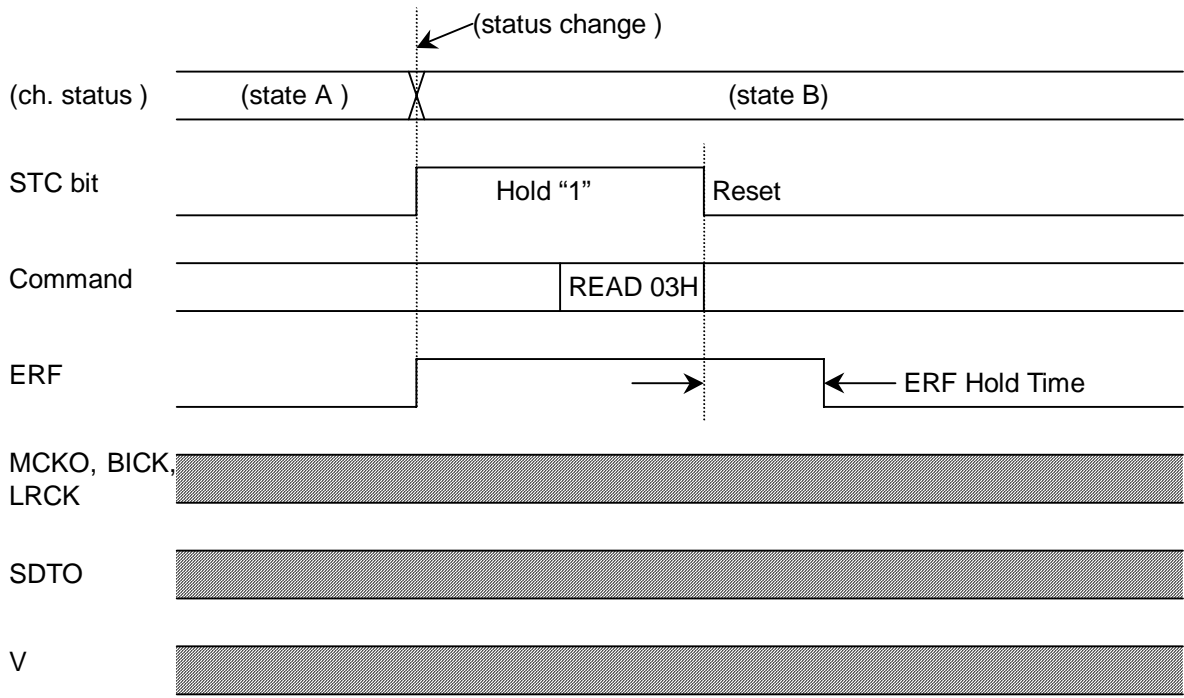 (status change )
(ch. status )
(state A )
(state B)
STC bit
Hold “1”
Reset
Command
READ 03H
ERF
ERF Hold Time
MCKO, BICK,
LRCK
SDTO
V